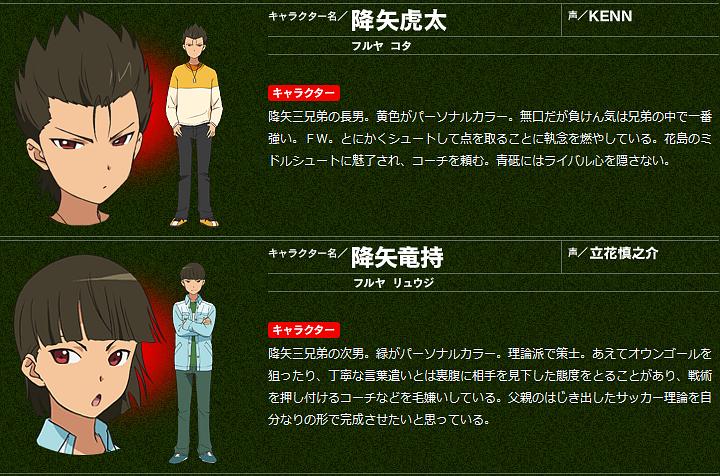 キャラクター名／降矢虎太
声／KENN
フルヤ コタ
キャラクター
降矢三兄弟の長男。黄色がパーソナルカラー。無口だが負けん気は兄弟の中で一番
強い。ＦＷ。とにかくシュートして点を取ることに執念を燃やしている。花島のミ
ドルシュートに魅了され、コーチを頼む。青砥にはライバル心を隠さない。
キャラクター名／降矢竜持
声／立花慎之介
フルヤ リュウジ
キャラクター
降矢三兄弟の次男。緑がパーソナルカラー。理論派で策士。あえてオウンゴールを
狙ったり、丁寧な言葉遣いとは裏腹に相手を見下した態度をとることがあり、戦術
を押し付けるコーチなどを毛嫌いしている。父親のはじき出したサッカー理論を自
分なりの形で完成させたいと思っている。